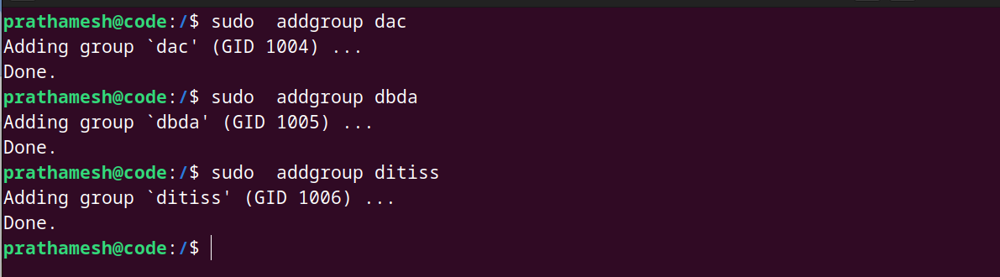 prathamesh@code:/$ sudo  addgroup dac
Adding group `dac' (GID 1004) ...
Done.
prathamesh@code:/$ sudo  addgroup dbda
Adding group `dbda' (GID 1005) ...
Done.
prathamesh@code:/$ sudo  addgroup ditiss
Adding group `ditiss' (GID 1006) ...
Done.
prathamesh@code:/$